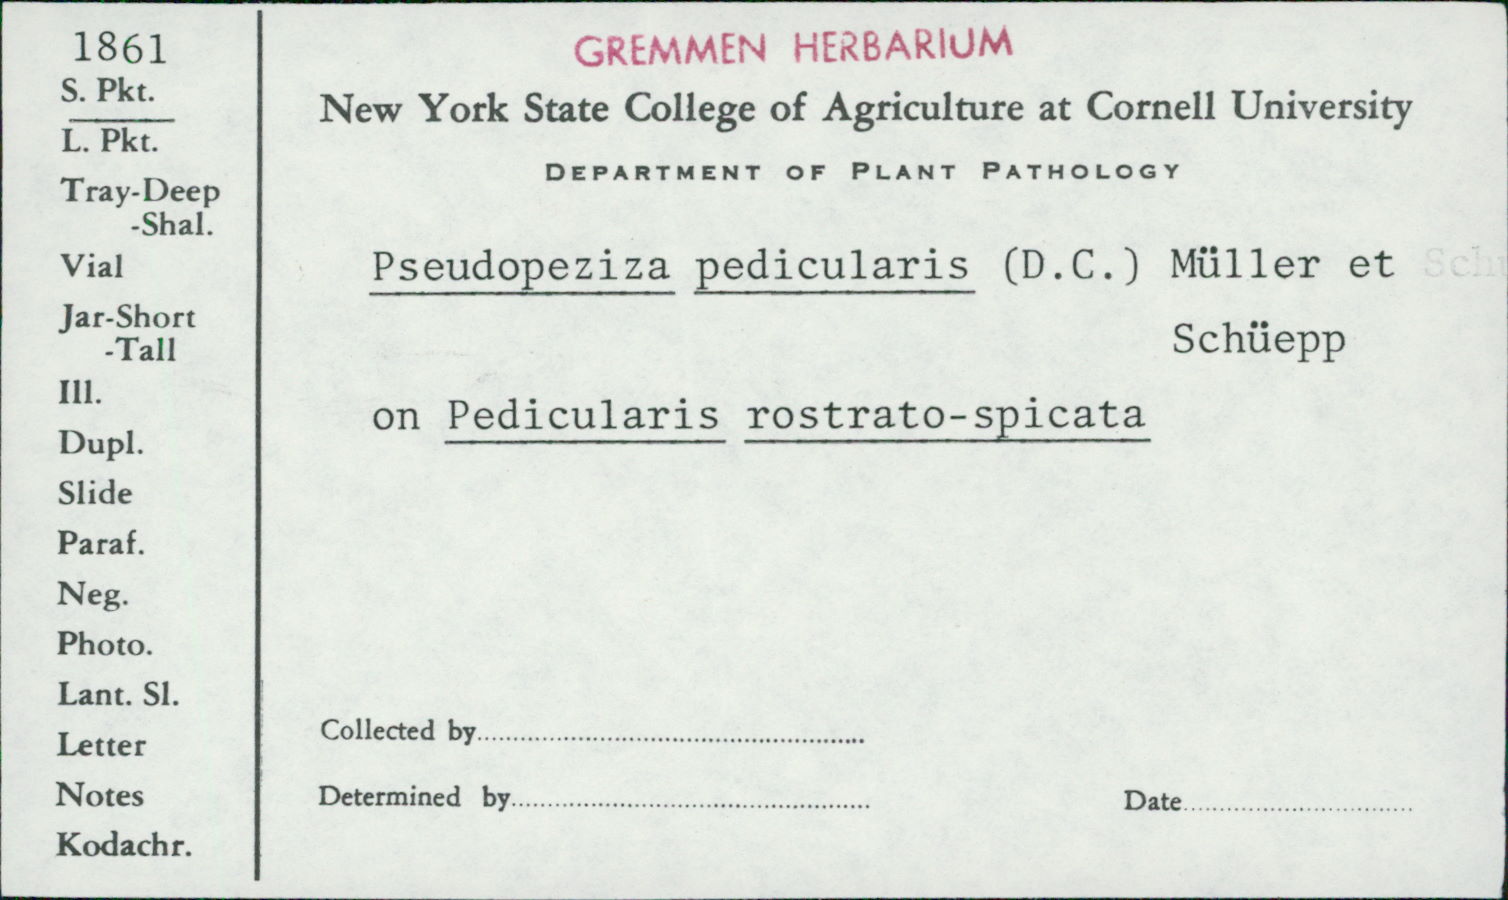 1861
S. Pkt.
L. Pkt.
Tray-Deep
-Shal.
Vial
Jar-Short
-Tall
Ill.
Dupl.
Slide
Paraf.
Neg.
Photo.
Lant. Sl.
Letter
Notes
Kodachr.
GREMMEN HERBARIUM
New York State College of Agriculture at Cornell University
DEPARTMENT OF PLANT PATHOLOGY
Pseudopeziza pedicularis (D.C.) Müller et
Schüepp
on Pedicularis rostrato-spicata
Collected by
Determined by
Date